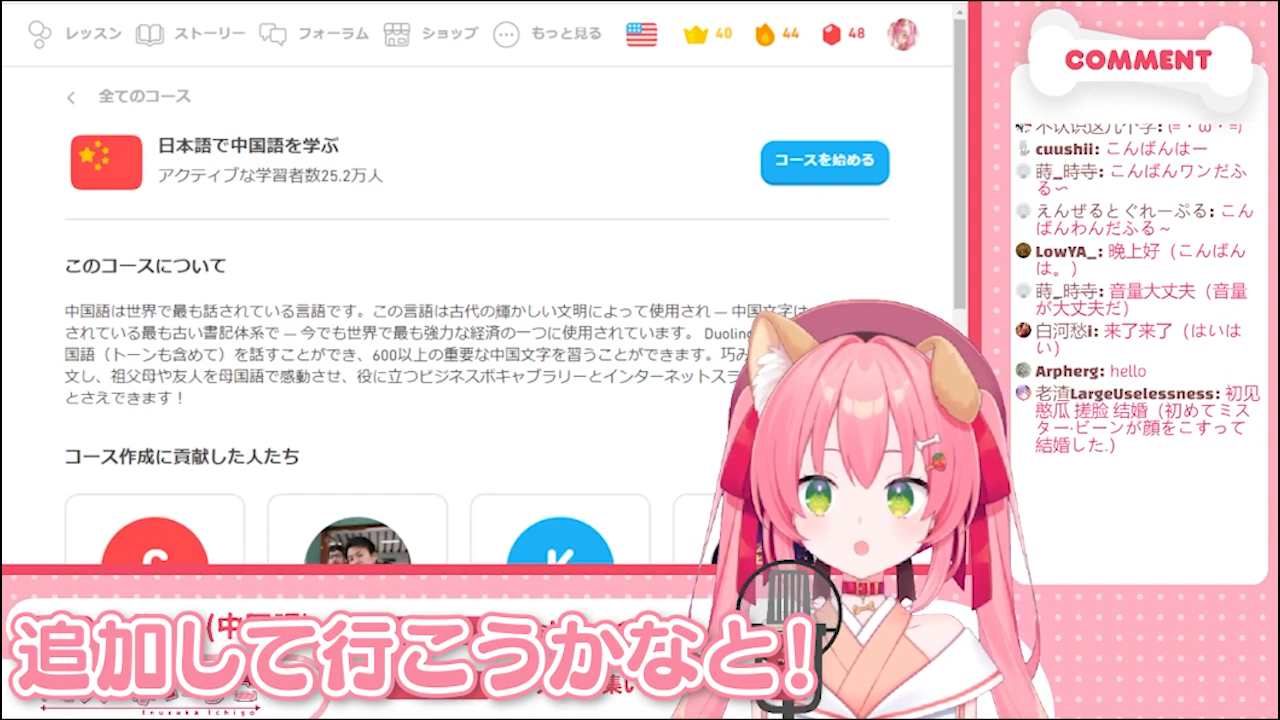 レッスン ストーリー フォーラム ショップ もっと見る 40 44 48
全てのコース
日本語で中国語を学ぶ
アクティブな学習者数25.2万人
コースを始める
このコースについて
中国語は世界で最も話されている言語です。この言語は古代の輝かしい文明によって使用され — 中国文字は
されている最も古い書記体系で — 今でも世界で最も強力な経済の一つに使用されています。 Duoling
国語（トーンも含めて）を話すことができ、600以上の重要な中国文字を習うことができます。巧み
文し、祖父母や友人を母国語で感動させ、役に立つビジネスボキャブラリーとインターネットスラ
とさえできます！
コース作成に貢献した人たち
C
K
COMMENT
不认识这几个字: (=・ω・=)
cuushii: こんばんはー
蒔_時寺: こんばんワンだふ
る〜
えんぜるとぐれーぷる: こん
ばんわんだふる～
LowYA_: 晚上好（こんばん
は。）
蒔_時寺: 音量大丈夫（音量
が大丈夫だ）
白河愁i: 来了来了（はいは
い）
Arpherg: hello
老渣LargeUselessness: 初见
憨瓜 搓脸 结婚（初めてミス
ター·ビーンが顔をこすって
結婚した.）
追加して行こうかなと!
Inuzuka Ichigo